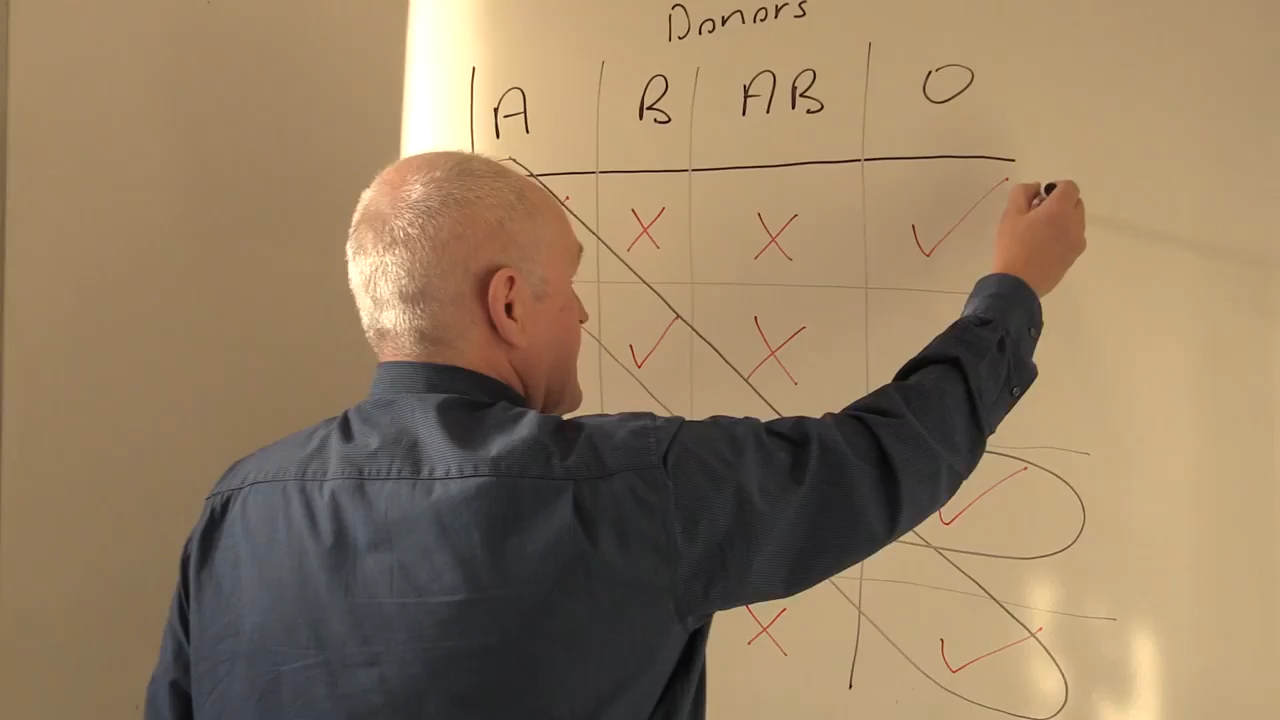 Donors
A B AB O
X X ✓
✓ X
✓
X ✓